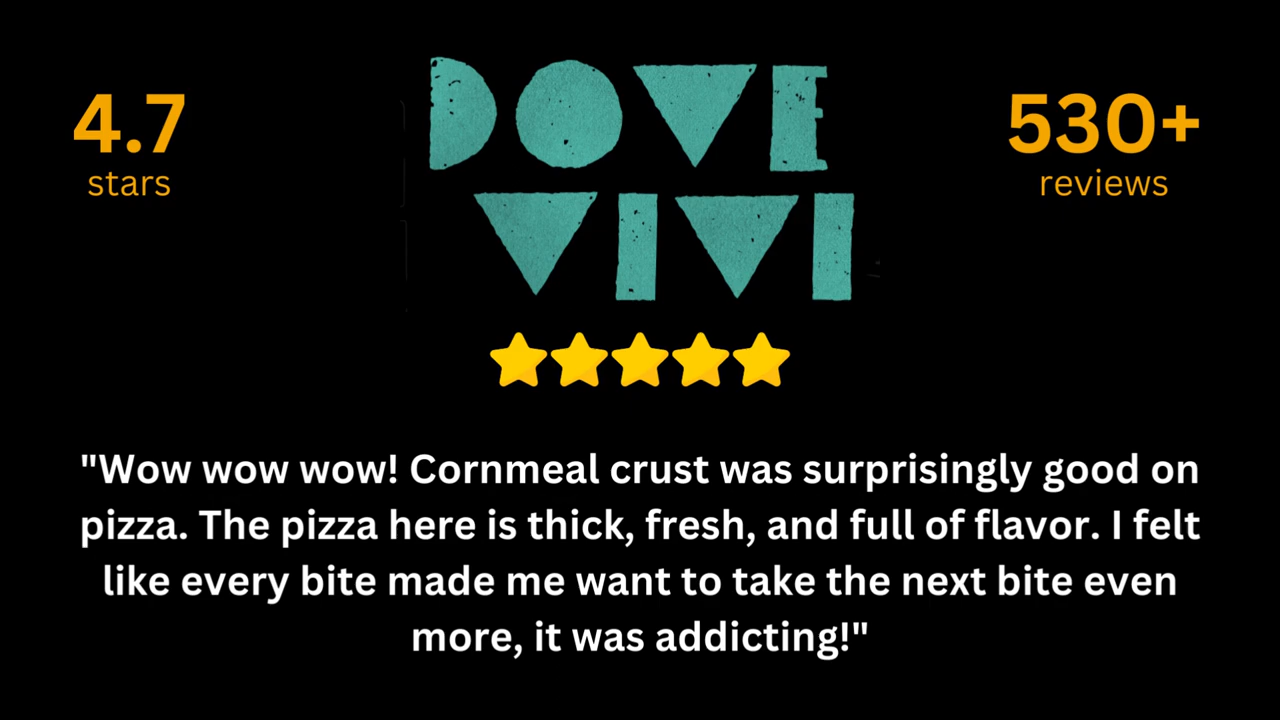 4.7
stars
DOVE
VIVI
530+
reviews
"Wow wow wow! Cornmeal crust was surprisingly good on
pizza. The pizza here is thick, fresh, and full of flavor. I felt
like every bite made me want to take the next bite even
more, it was addicting!"